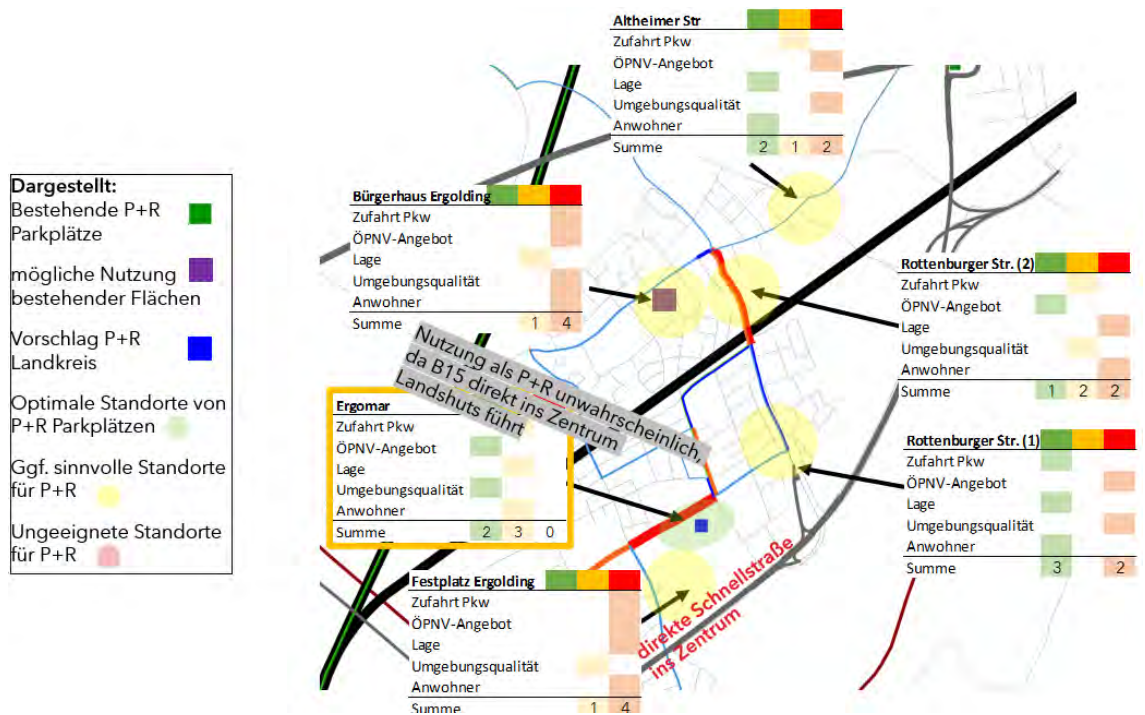 Dargestellt:
Bestehende P+R
Parkplätze
mögliche Nutzung
bestehender Flächen
Vorschlag P+R
Landkreis
Optimale Standorte von
P+R Parkplätzen
Ggf. sinnvolle Standorte
für P+R
Ungeeignete Standorte
für P+R
Altheimer Str
Zufahrt Pkw
ÖPNV-Angebot
Lage
Umgebungsqualität
Anwohner
Summe 2 1 2
Bürgerhaus Ergolding
Zufahrt Pkw
ÖPNV-Angebot
Lage
Umgebungsqualität
Anwohner
Summe 1 4
Rottenburger Str. (2)
Zufahrt Pkw
ÖPNV-Angebot
Lage
Umgebungsqualität
Anwohner
Summe 1 2 2
Nutzung als P+R unwahrscheinlich,
da B15 direkt ins Zentrum
Landshuts führt
Ergomar
Zufahrt Pkw
ÖPNV-Angebot
Lage
Umgebungsqualität
Anwohner
Summe 2 3 0
Rottenburger Str. (1)
Zufahrt Pkw
ÖPNV-Angebot
Lage
Umgebungsqualität
Anwohner
Summe 3 2
Festplatz Ergolding
Zufahrt Pkw
ÖPNV-Angebot
Lage
Umgebungsqualität
Anwohner
Summe 1 4
direkte Schnellstraße
ins Zentrum